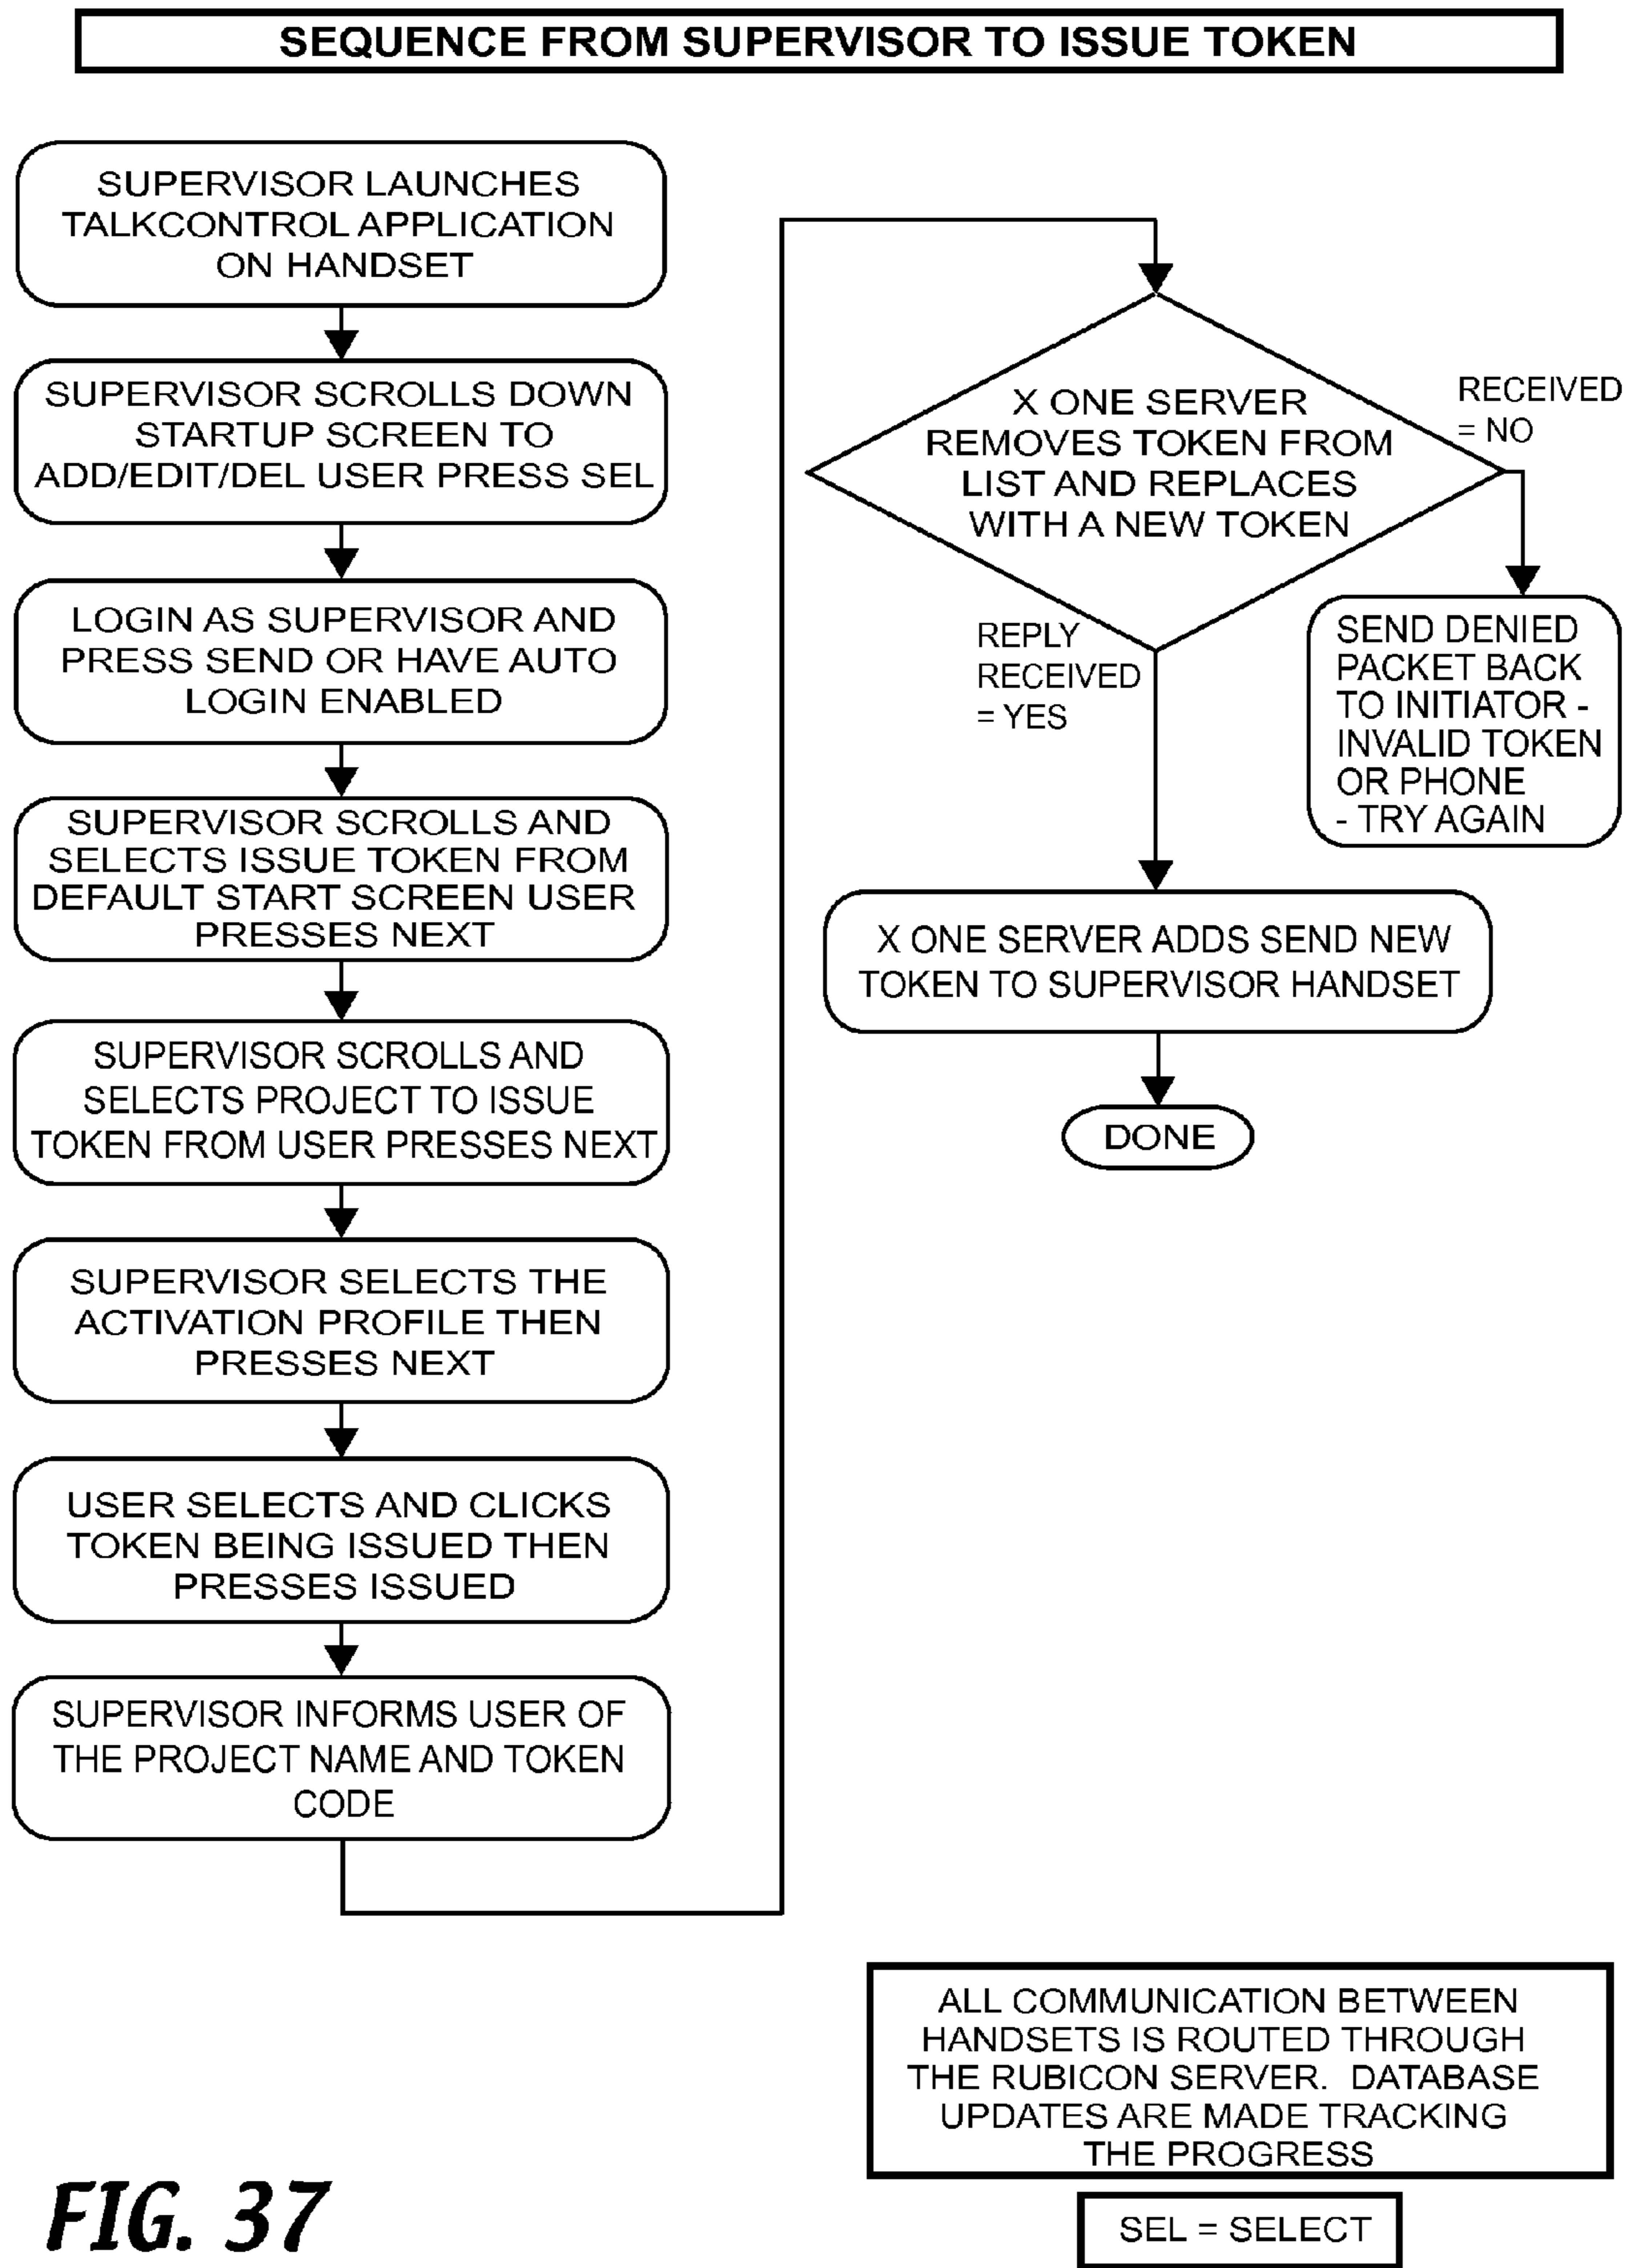 SEQUENCE FROM SUPERVISOR TO ISSUE TOKEN
SUPERVISOR LAUNCHES
TALKCONTROL APPLICATION
ON HANDSET
SUPERVISOR SCROLLS DOWN
STARTUP SCREEN TO
ADD/EDIT/DEL USER PRESS SEL
LOGIN AS SUPERVISOR AND
PRESS SEND OR HAVE AUTO
LOGIN ENABLED
SUPERVISOR SCROLLS AND
SELECTS ISSUE TOKEN FROM
DEFAULT START SCREEN USER
PRESSES NEXT
SUPERVISOR SCROLLS AND
SELECTS PROJECT TO ISSUE
TOKEN FROM USER PRESSES NEXT
SUPERVISOR SELECTS THE
ACTIVATION PROFILE THEN
PRESSES NEXT
USER SELECTS AND CLICKS
TOKEN BEING ISSUED THEN
PRESSES ISSUED
SUPERVISOR INFORMS USER OF
THE PROJECT NAME AND TOKEN
CODE
X ONE SERVER
REMOVES TOKEN FROM
LIST AND REPLACES
WITH A NEW TOKEN
RECEIVED
= NO
SEND DENIED
PACKET BACK
TO INITIATOR -
INVALID TOKEN
OR PHONE
- TRY AGAIN
REPLY
RECEIVED
= YES
X ONE SERVER ADDS SEND NEW
TOKEN TO SUPERVISOR HANDSET
DONE
ALL COMMUNICATION BETWEEN
HANDSETS IS ROUTED THROUGH
THE RUBICON SERVER. DATABASE
UPDATES ARE MADE TRACKING
THE PROGRESS
SEL = SELECT
FIG. 37